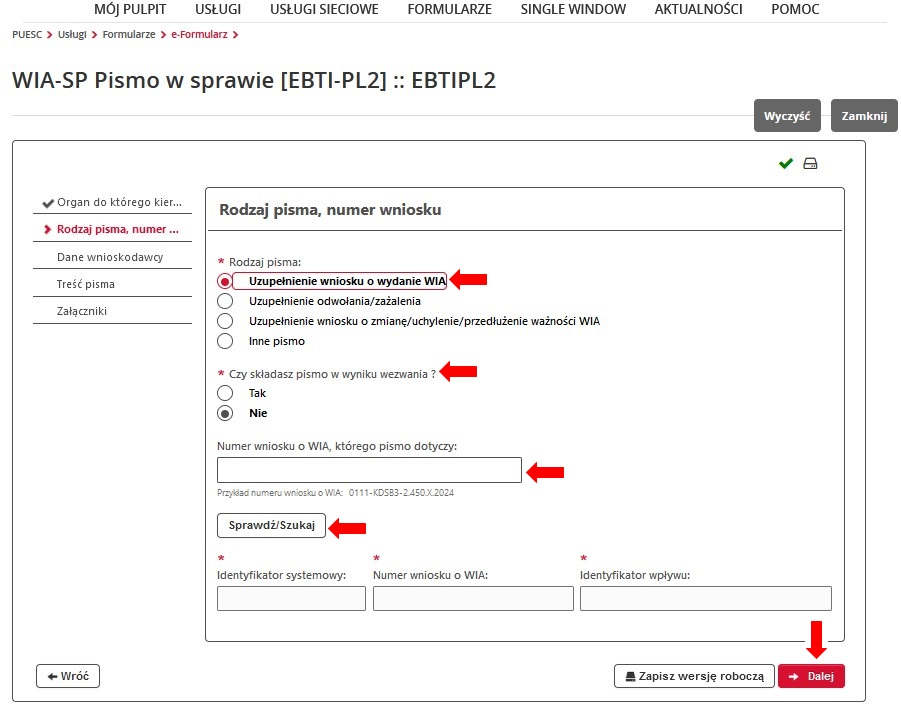 MÓJ PULPIT USŁUGI USŁUGI SIECIOWE FORMULARZE SINGLE WINDOW AKTUALNOŚCI POMOC
PUESC > Usługi > Formularze > e-Formularz >
WIA-SP Pismo w sprawie [EBTI-PL2] :: EBTIPL2
Wyczyść Zamknij
Organ do którego kier...
Rodzaj pisma, numer ...
Dane wnioskodawcy
Treść pisma
Załączniki
Rodzaj pisma, numer wniosku
* Rodzaj pisma:
Uzupełnienie wniosku o wydanie WIA
Uzupełnienie odwołania/zażalenia
Uzupełnienie wniosku o zmianę/uchylenie/przedłużenie ważności WIA
Inne pismo
* Czy składasz pismo w wyniku wezwania ?
Tak
Nie
Numer wniosku o WIA, którego pismo dotyczy:
Przykład numeru wniosku o WIA: 0111-KDSB3-2.450.X.2024
Sprawdź/Szukaj
* * *
Identyfikator systemowy: Numer wniosku o WIA: Identyfikator wpływu:
Wróć Zapisz wersję roboczą Dalej